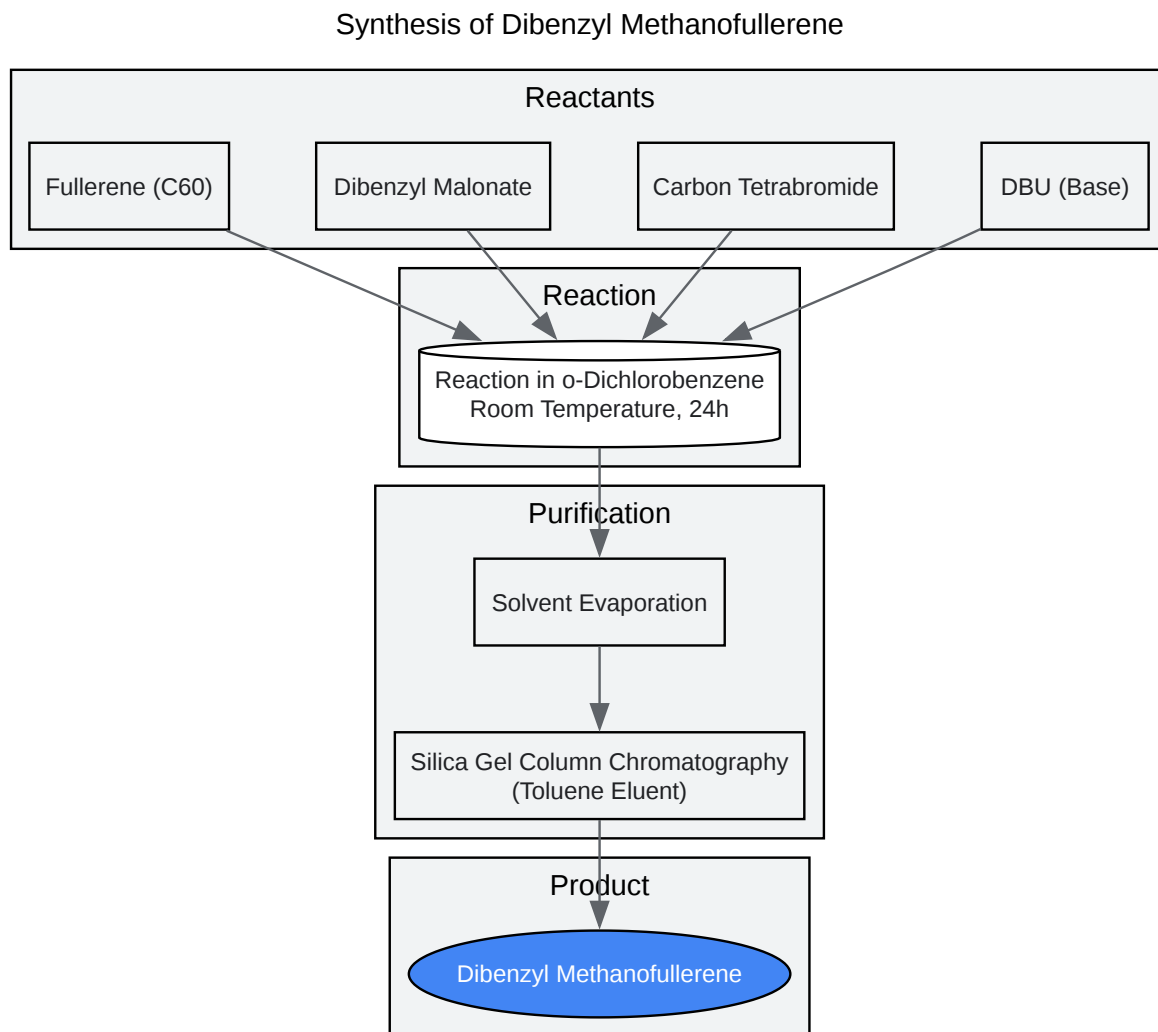 Synthesis of Dibenzyl Methanofullerene
Reactants
Fullerene (C60)
Dibenzyl Malonate
Carbon Tetrabromide
DBU (Base)
Reaction
Reaction in o-Dichlorobenzene
Room Temperature, 24h
Purification
Solvent Evaporation
Silica Gel Column Chromatography
(Toluene Eluent)
Product
Dibenzyl Methanofullerene